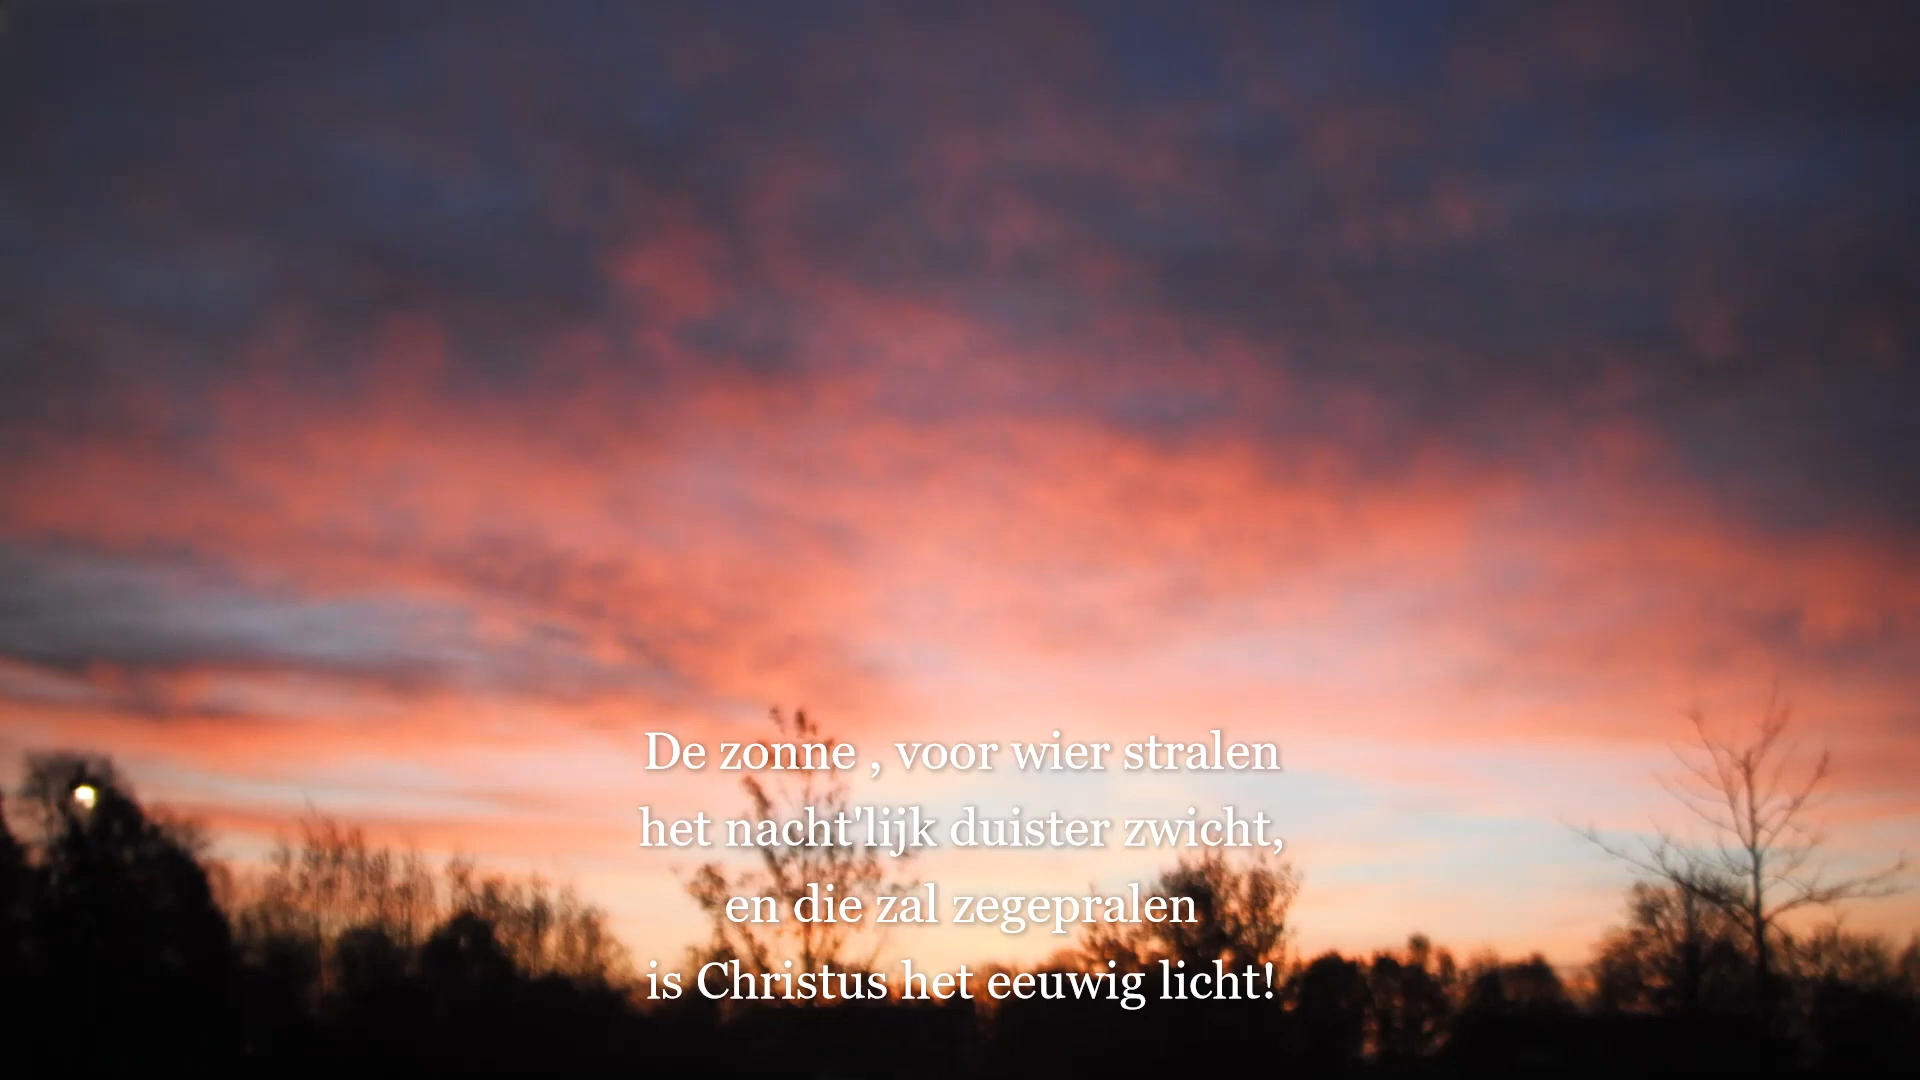 De zonne , voor wier stralen
het nacht'lijk duister zwicht,
en die zal zegepralen
is Christus het eeuwig licht!